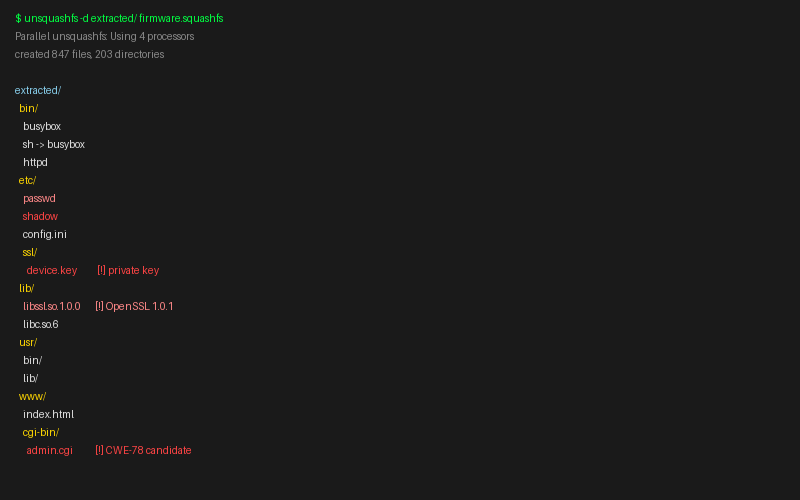 $ unsquashfs -d extracted/ firmware.squashfs
Parallel unsquashfs: Using 4 processors
created 847 files, 203 directories
extracted/
bin/
busybox
sh -> busybox
httpd
etc/
passwd
shadow
config.ini
ssl/
device.key [!] private key
lib/
libssl.so.1.0.0 [!] OpenSSL 1.0.1
libc.so.6
usr/
bin/
lib/
www/
index.html
cgi-bin/
admin.cgi [!] CWE-78 candidate